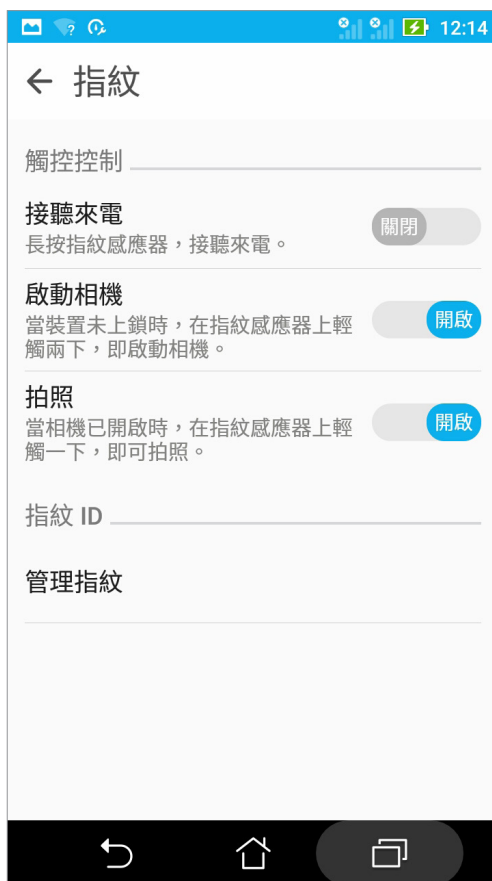 12:14
指紋
觸控控制
接聽來電
長按指紋感應器，接聽來電。
關閉
啟動相機
當裝置未上鎖時，在指紋感應器上輕
觸兩下，即啟動相機。
開啟
拍照
當相機已開啟時，在指紋感應器上輕
觸一下，即可拍照。
開啟
指紋 ID
管理指紋